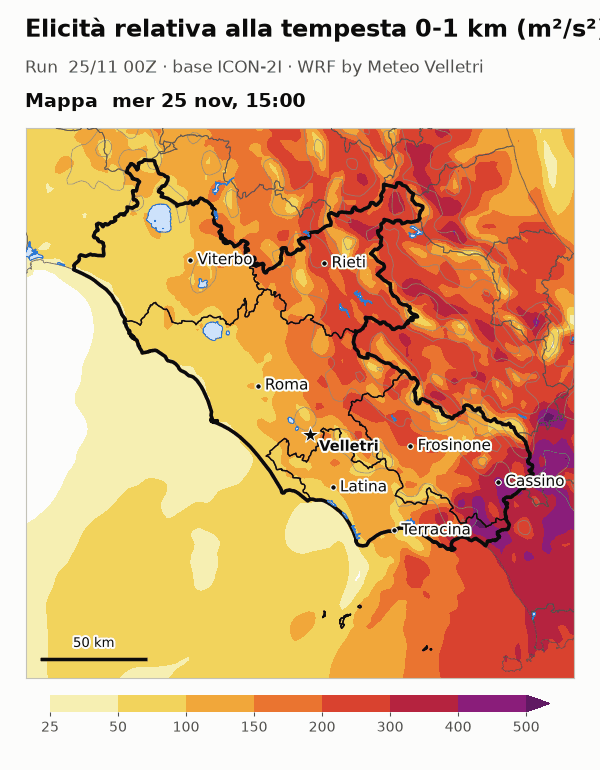 Elicità relativa alla tempesta 0-1 km (m²/s²)
Run 25/11 00Z · base ICON-2I · WRF by Meteo Velletri
Mappa mer 25 nov, 15:00
Viterbo
Rieti
Roma
Velletri
Frosinone
Latina
Cassino
Terracina
50 km
25 50 100 150 200 300 400 500